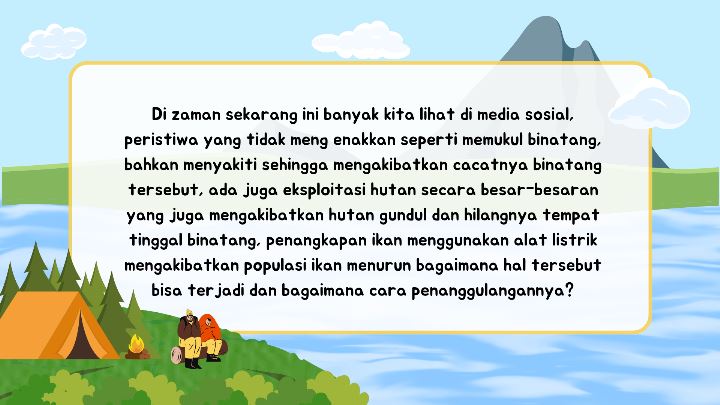 Di zaman sekarang ini banyak kita lihat di media sosial,
peristiwa yang tidak meng enakkan seperti memukul binatang,
bahkan menyakiti sehingga mengakibatkan cacatnya binatang
tersebut, ada juga eksploitasi hutan secara besar-besaran
yang juga mengakibatkan hutan gundul dan hilangnya tempat
tinggal binatang, penangkapan ikan menggunakan alat listrik
mengakibatkan populasi ikan menurun bagaimana hal tersebut
bisa terjadi dan bagaimana cara penanggulangannya?